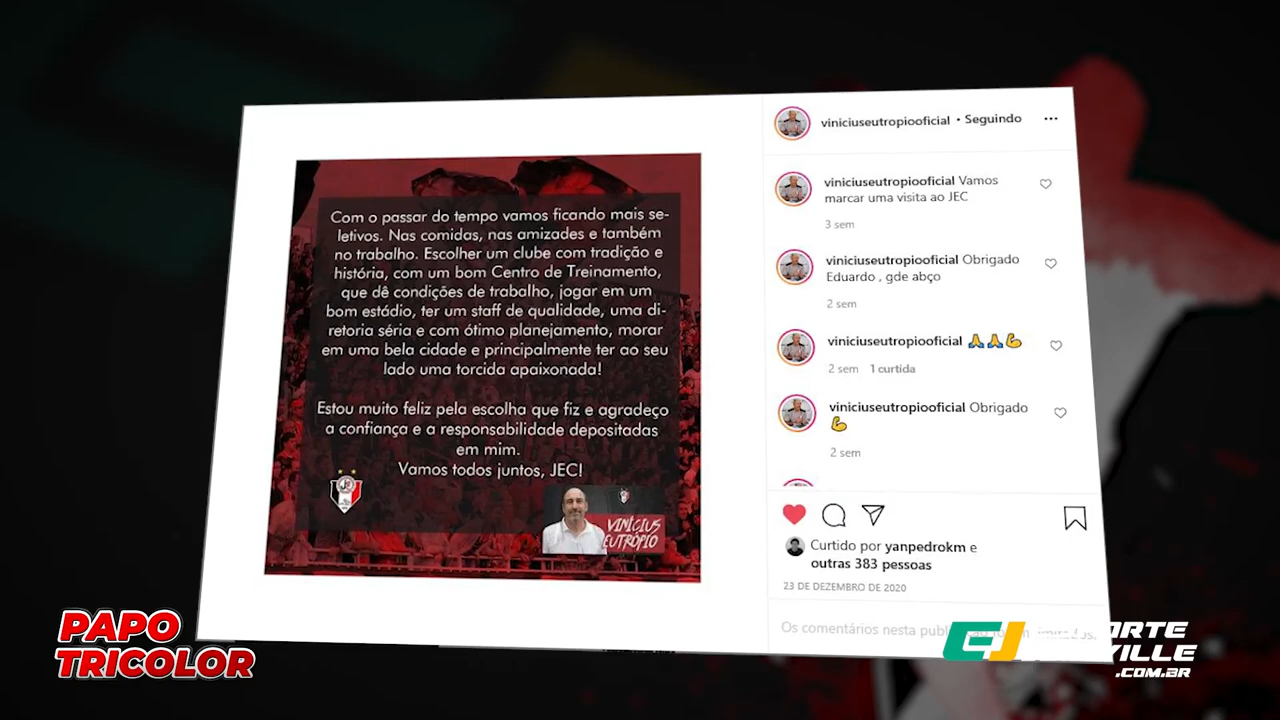 Com o passar do tempo vamos ficando mais se-
letivos. Nas comidas, nas amizades e também
no trabalho. Escolher um clube com tradição e
história, com um bom Centro de Treinamento,
que dê condições de trabalho, jogar em um
bom estádio, ter um staff de qualidade, uma di-
retoria séria e com ótimo planejamento, morar
em uma bela cidade e principalmente ter ao seu
lado uma torcida apaixonada!
Estou muito feliz pela escolha que fiz e agradeço
a confiança e a responsabilidade depositadas
em mim.
Vamos todos juntos, JEC!
VINÍCIUS
EUTRÓPIO
viniciuseutropiooficial • Seguindo
viniciuseutropiooficial Vamos
marcar uma visita ao JEC
3 sem
viniciuseutropiooficial Obrigado
Eduardo , gde abço
2 sem
viniciuseutropiooficial 🙏🙏💪
2 sem 1 curtida
viniciuseutropiooficial Obrigado
💪
2 sem
Curtido por yanpedrokm e
outras 383 pessoas
23 DE DEZEMBRO DE 2020
Os comentários nesta
PAPO
TRICOLOR
ORTE
VILLE
.COM.BR